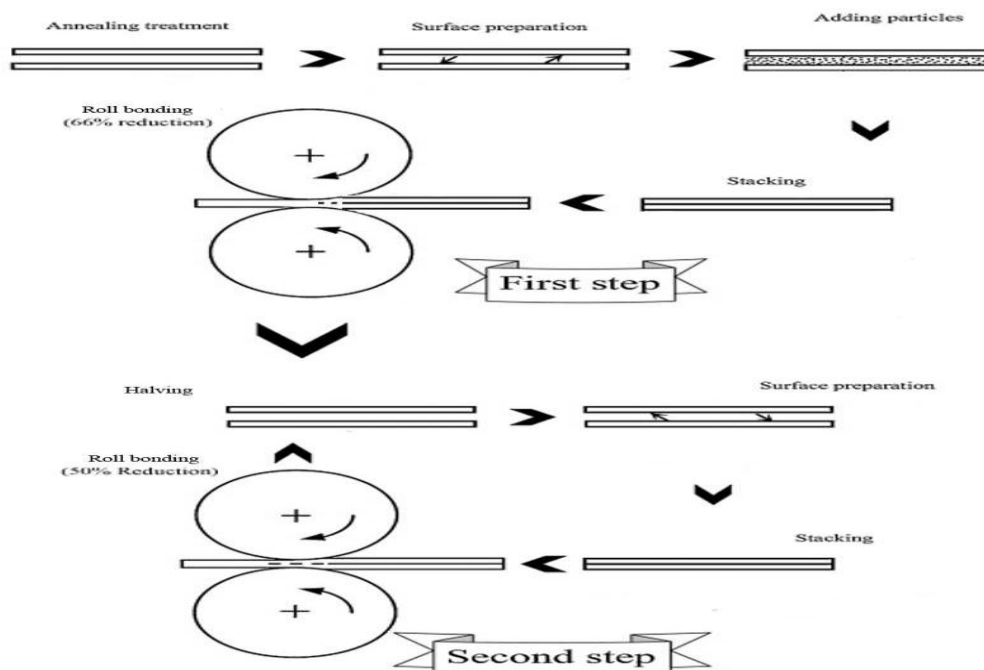 Annealing treatment
Surface preparation
Adding particles
Roll bonding
(66% reduction)
Stacking
First step
Halving
Surface preparation
Roll bonding
(50% Reduction)
Stacking
Second step